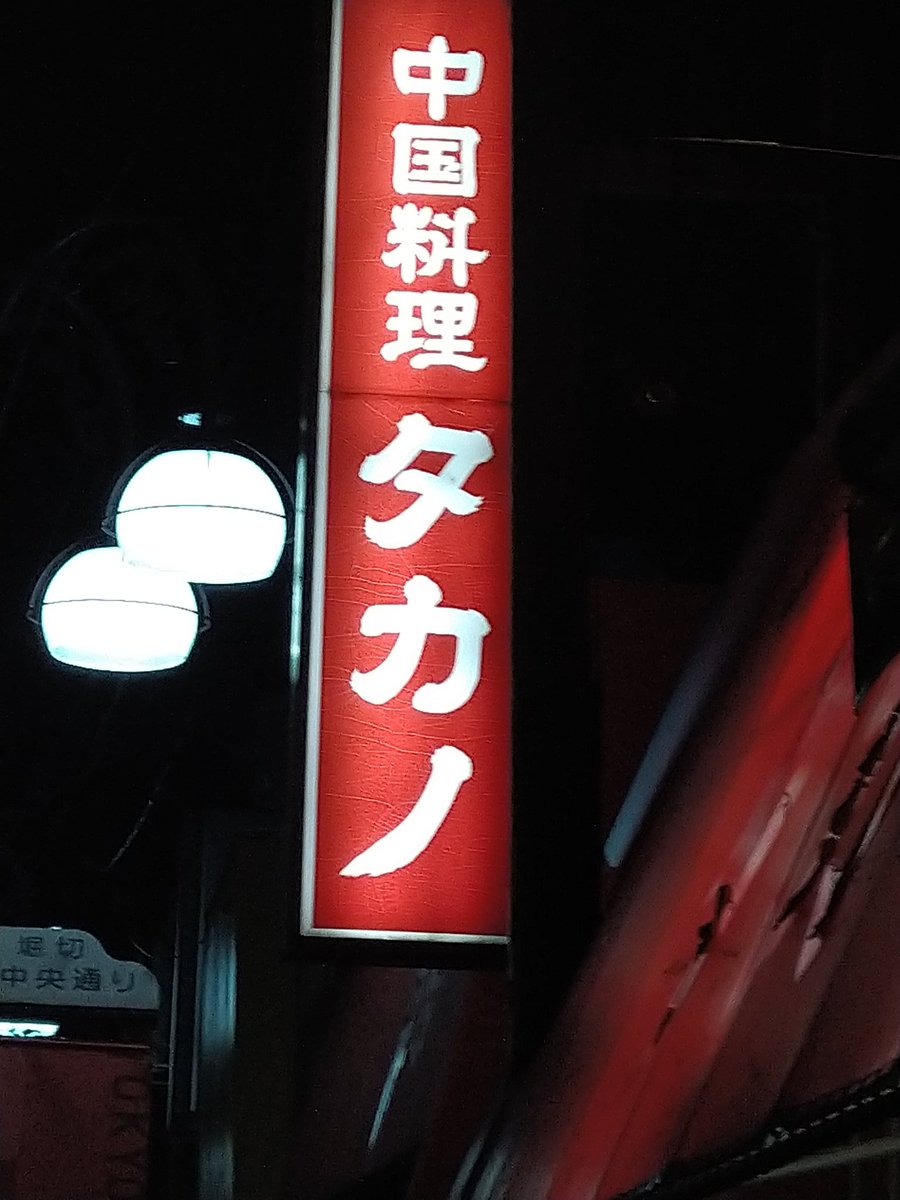 中国料理
タカノ
堀切
中央通り